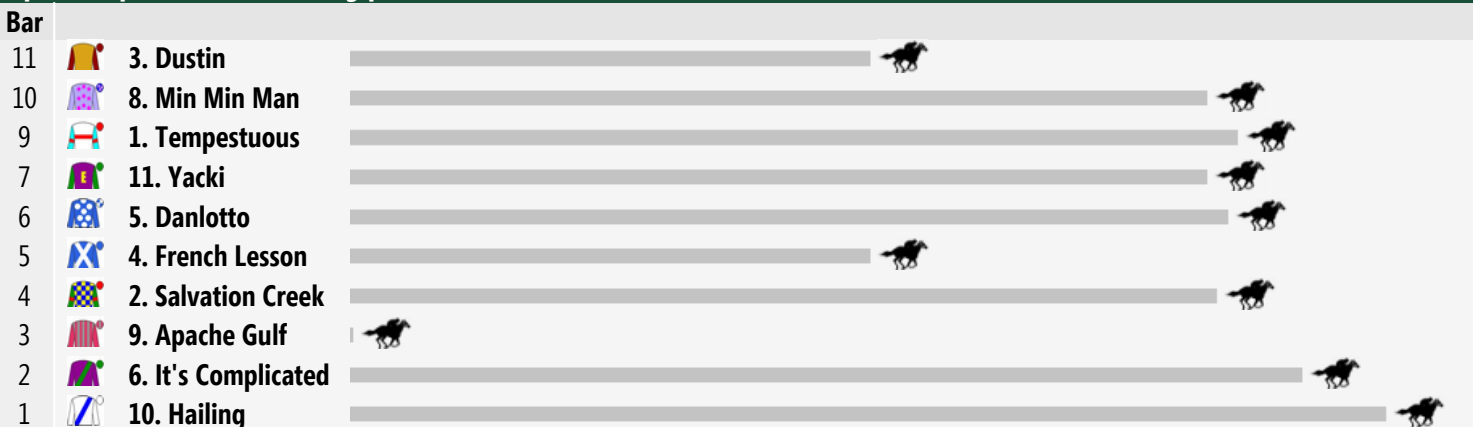 Bar
11 3. Dustin
10 8. Min Min Man
9 1. Tempestuous
7 11. Yacki
E
6 5. Danlotto
5 4. French Lesson
4 2. Salvation Creek
3 9. Apache Gulf
2 6. It's Complicated
1 10. Hailing